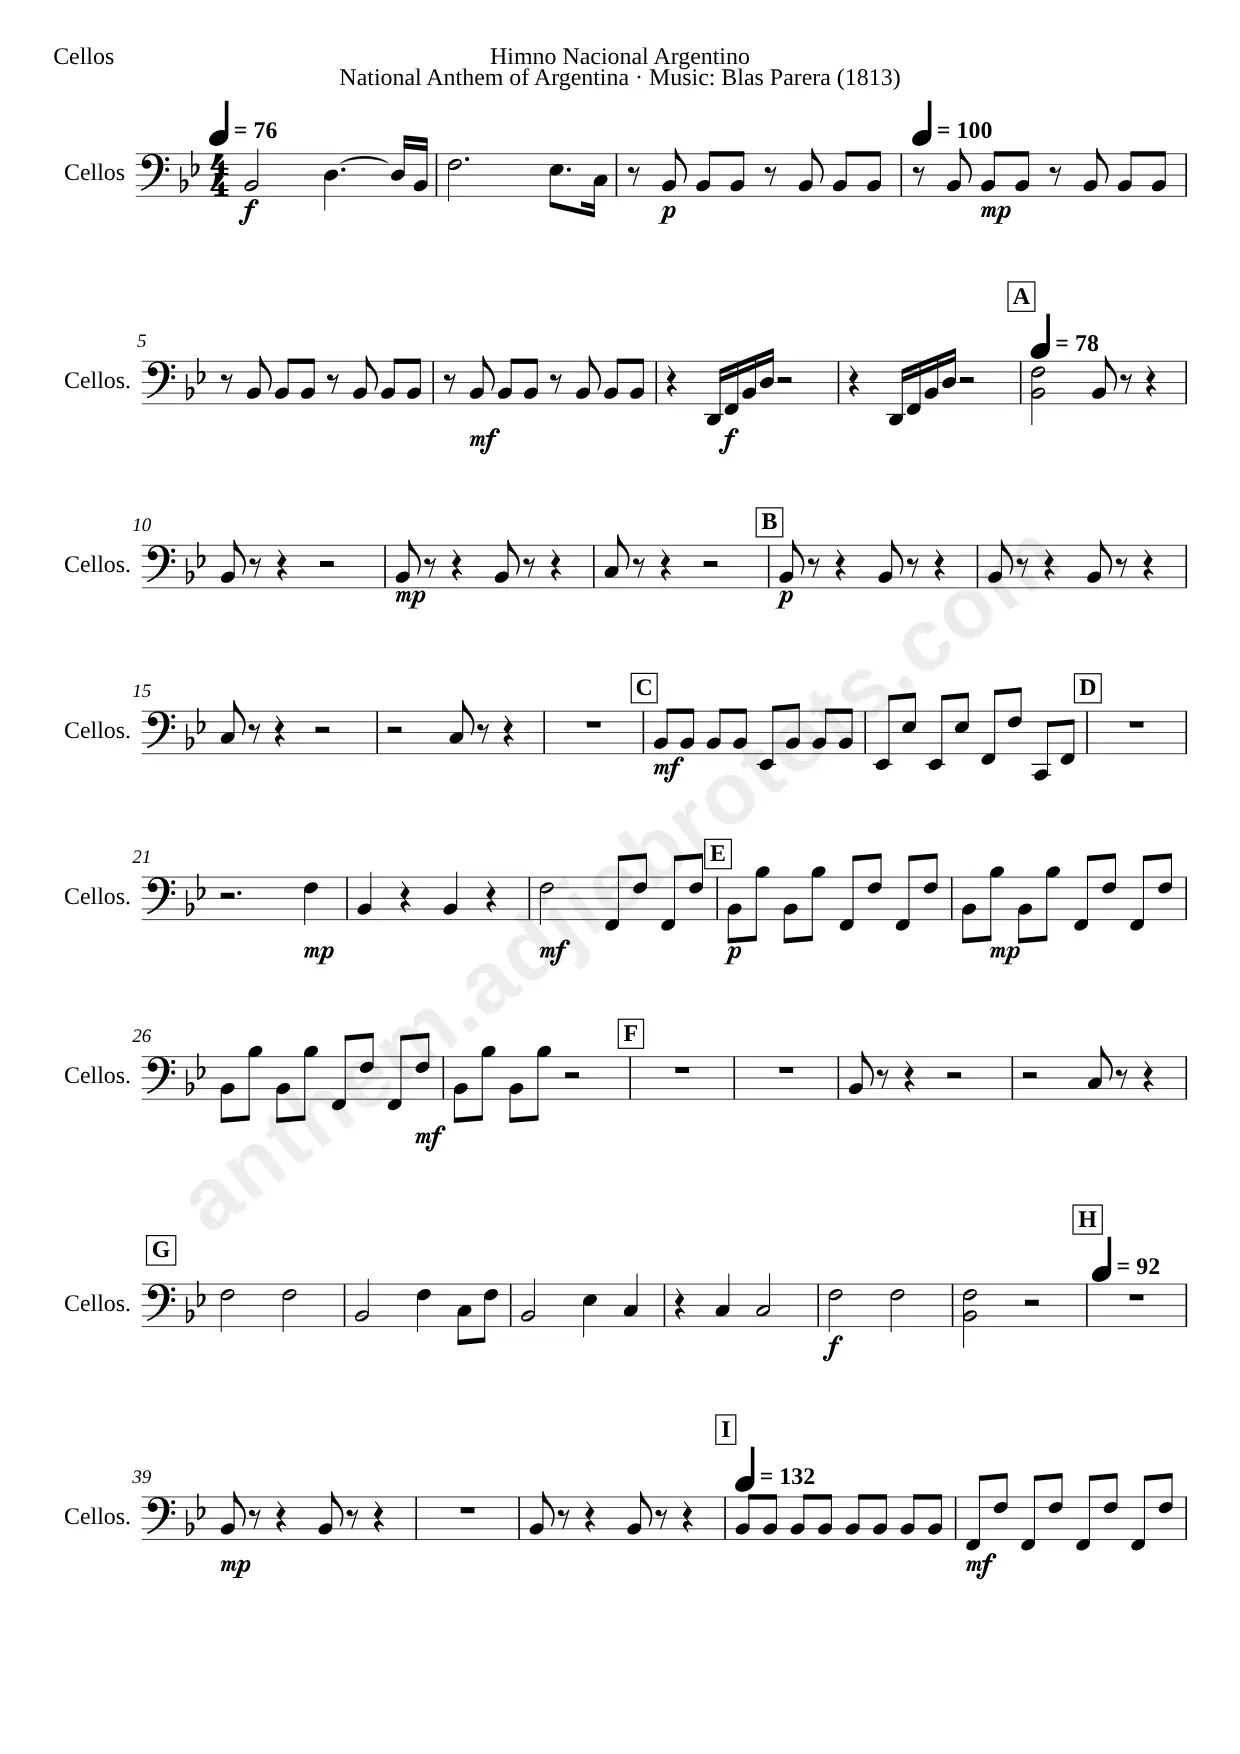 Cellos
Himno Nacional Argentino
National Anthem of Argentina · Music: Blas Parera (1813)
= 76
= 100
Cellos
4
4
f
p
mp
A
5
= 78
Cellos.
mf
f
10
B
Cellos.
mp
p
15
C
D
Cellos.
mf
21
E
Cellos.
mp
mf
p
mp
26
F
Cellos.
mf
G
H
= 92
Cellos.
f
I
39
= 132
Cellos.
mp
mf
anthem.adjiebrotots.com